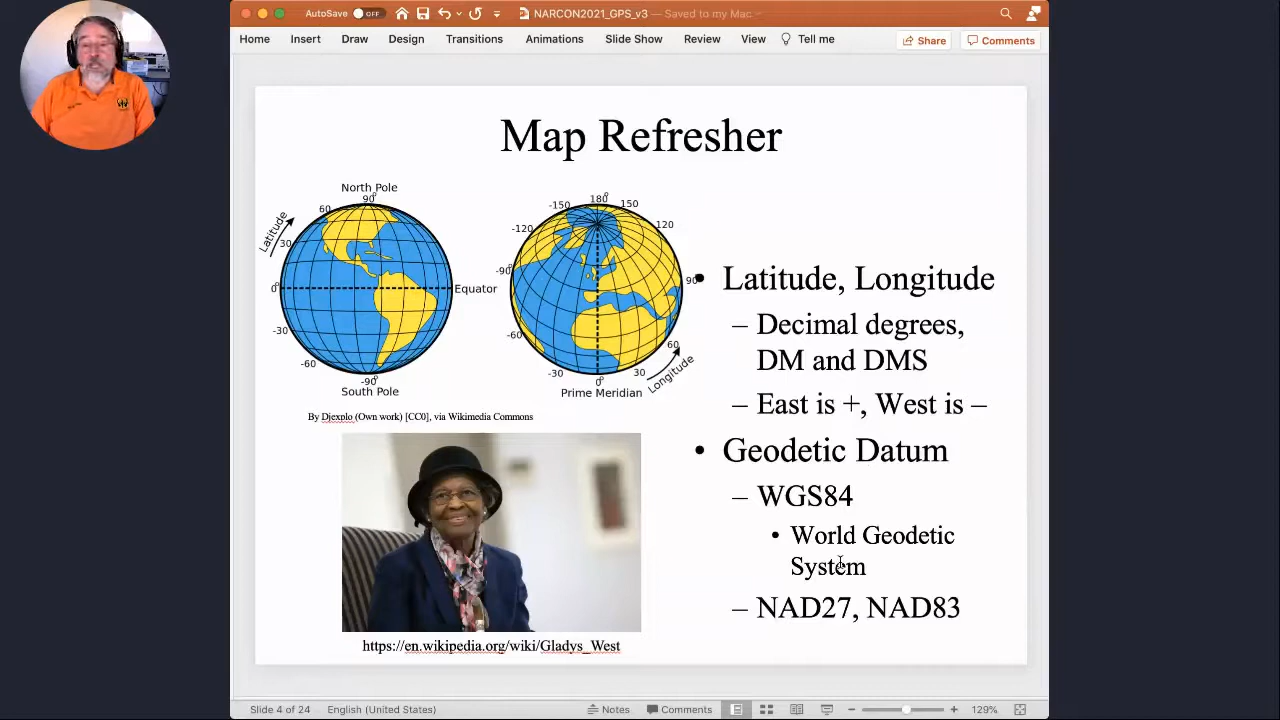 AutoSave OFF
NARCON2021_GPS_v3 — Saved to my Mac
Home Insert Draw Design Transitions Animations Slide Show Review View Tell me Share Comments
Map Refresher
North Pole
90°
60
Latitude
30
0°
Equator
-30
-60
-90°
South Pole
180°
-150
150
-120
120
-90
90
-60
60
-30
30
0°
Longitude
Prime Meridian
By Djexplo (Own work) [CC0], via Wikimedia Commons
https://en.wikipedia.org/wiki/Gladys_West
• Latitude, Longitude
– Decimal degrees,
DM and DMS
– East is +, West is –
• Geodetic Datum
– WGS84
• World Geodetic
System
– NAD27, NAD83
Slide 4 of 24 English (United States) Notes Comments 129%